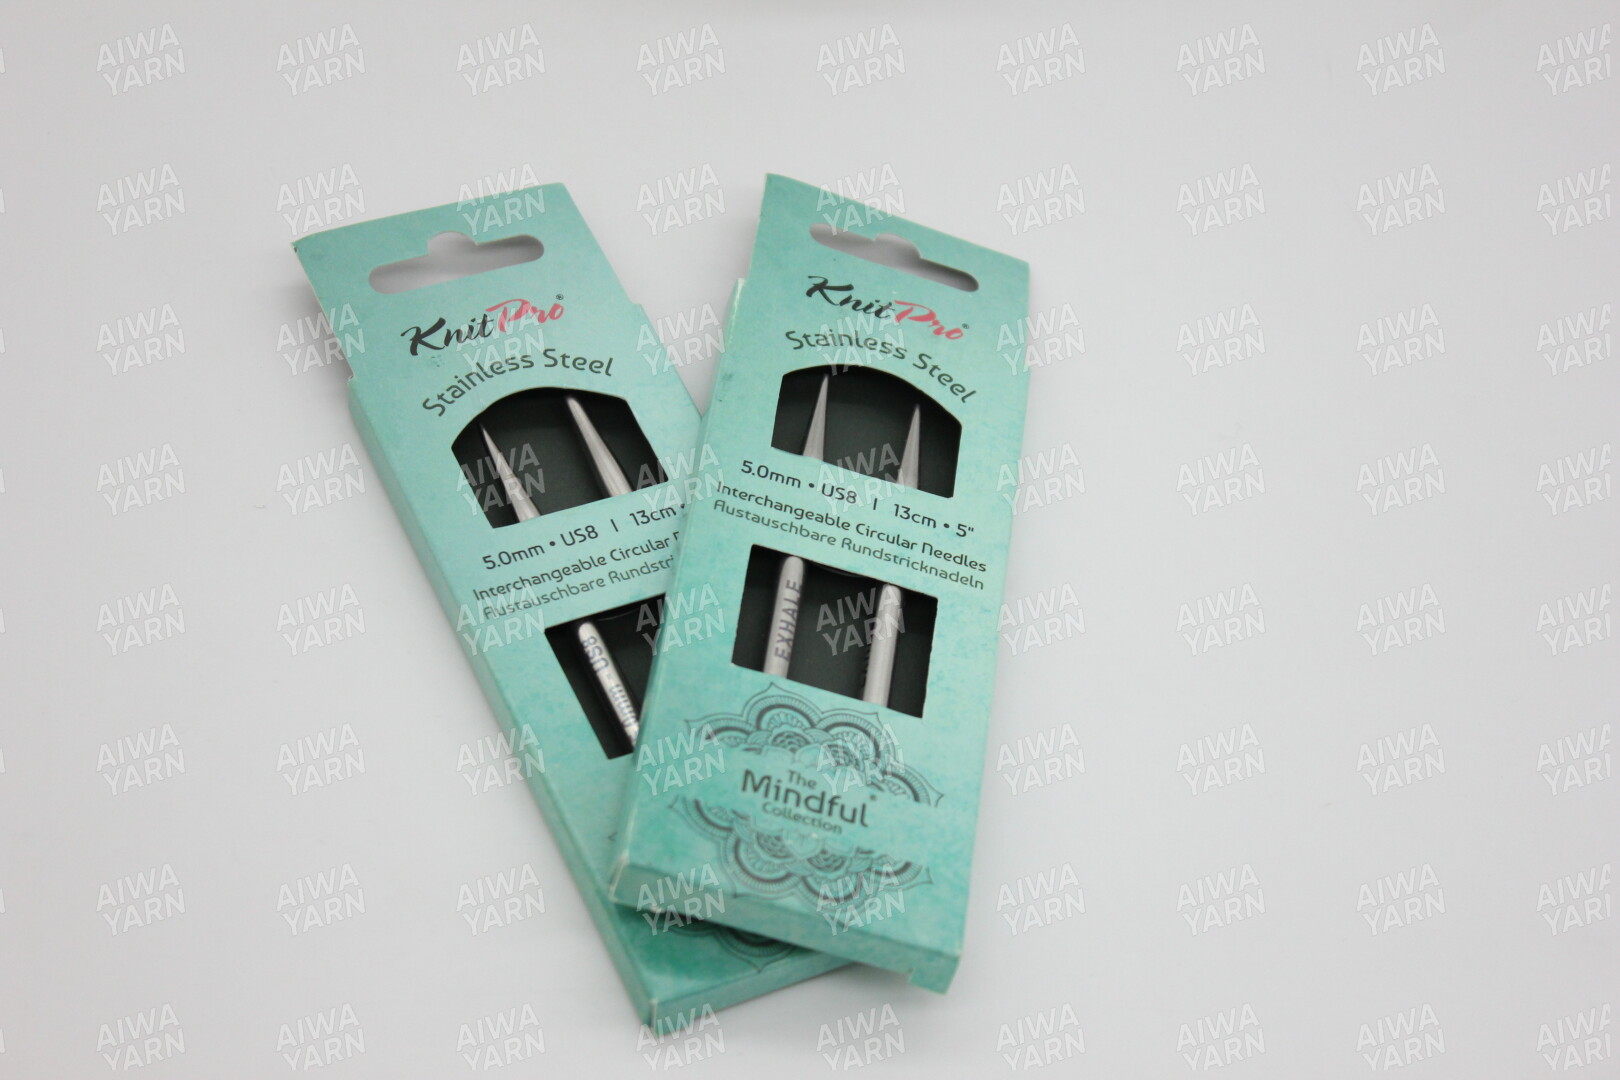 KnitPro®
Stainless Steel
5.0mm • US8 | 13cm •
Interchangeable Circular
Austauschbare
US8
KnitPro®
Stainless Steel
5.0mm • US8 | 13cm • 5"
Interchangeable Circular Needles
Austauschbare Rundstricknadeln
EXHALE
The
Mindful®
Collection
AIWA
YARN